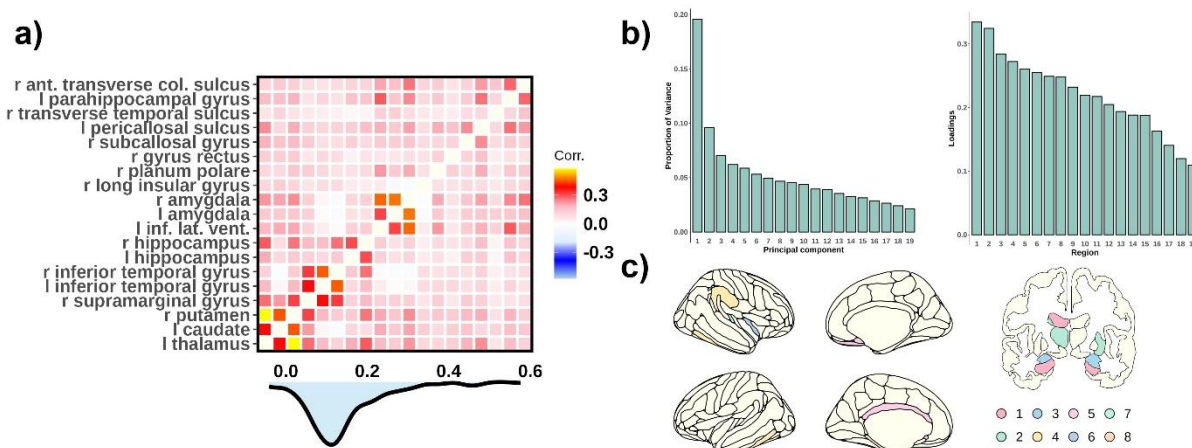 a)
r ant. transverse col. sulcus
l parahippocampal gyrus
r transverse temporal sulcus
l pericallosal sulcus
r subcallosal gyrus
r gyrus rectus
r planum polare
r long insular gyrus
r amygdala
l amygdala
l inf. lat. vent.
r hippocampus
l hippocampus
r inferior temporal gyrus
l inferior temporal gyrus
r supramarginal gyrus
r putamen
l caudate
l thalamus
Corr.
0.3
0.0
-0.3
0.0 0.2 0.4 0.6
b)
Proportion of Variance
0.20
0.15
0.10
0.05
0.00
1 2 3 4 5 6 7 8 9 10 11 12 13 14 15 16 17 18 19
Principal component
Loadings
0.3
0.2
0.1
0.0
1 2 3 4 5 6 7 8 9 10 11 12 13 14 15 16 17 18
Region
c)
1 3 5 7
2 4 6 8